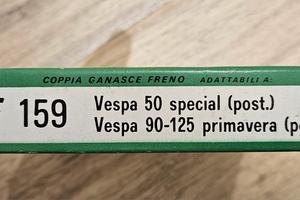 COPPIA GANASCE FRENO ADATTABILI A:
159 Vespa 50 special (post.)
Vespa 90-125 primavera